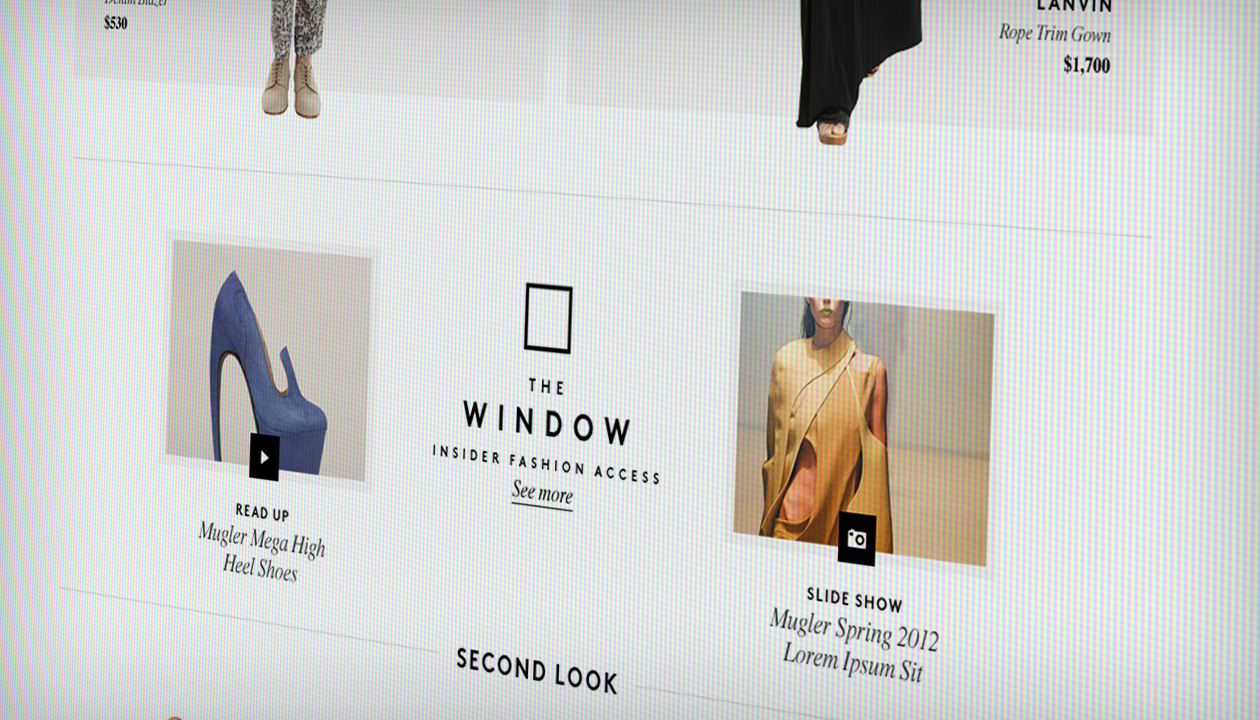 Denim Blazer
$530
LANVIN
Rope Trim Gown
$1,700
THE
WINDOW
INSIDER FASHION ACCESS
See more
READ UP
Mugler Mega High
Heel Shoes
SLIDE SHOW
Mugler Spring 2012
Lorem Ipsum Sit
SECOND LOOK